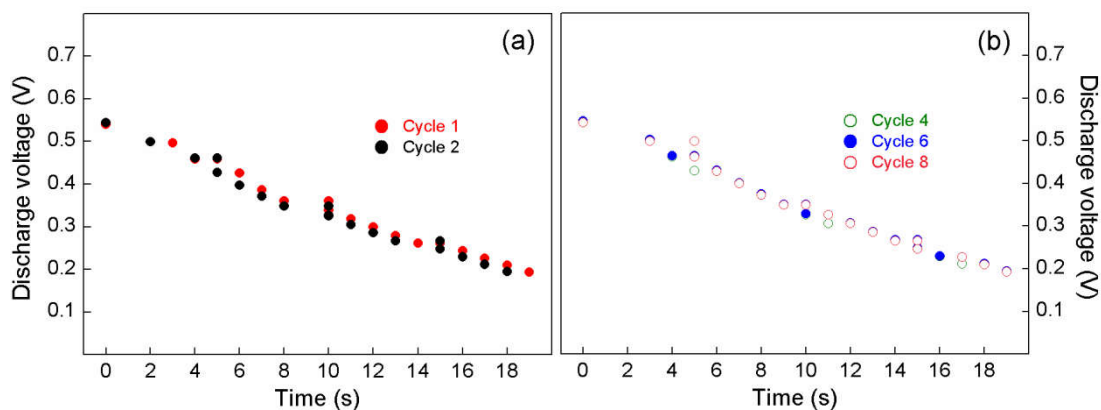 (a)
Discharge voltage (V)
0.7
0.6
0.5
0.4
0.3
0.2
0.1
Cycle 1
Cycle 2
0 2 4 6 8 10 12 14 16 18
Time (s)
(b)
Cycle 4
Cycle 6
Cycle 8
0.7
0.6
0.5
0.4
0.3
0.2
0.1
Discharge voltage (V)
0 2 4 6 8 10 12 14 16 18
Time (s)